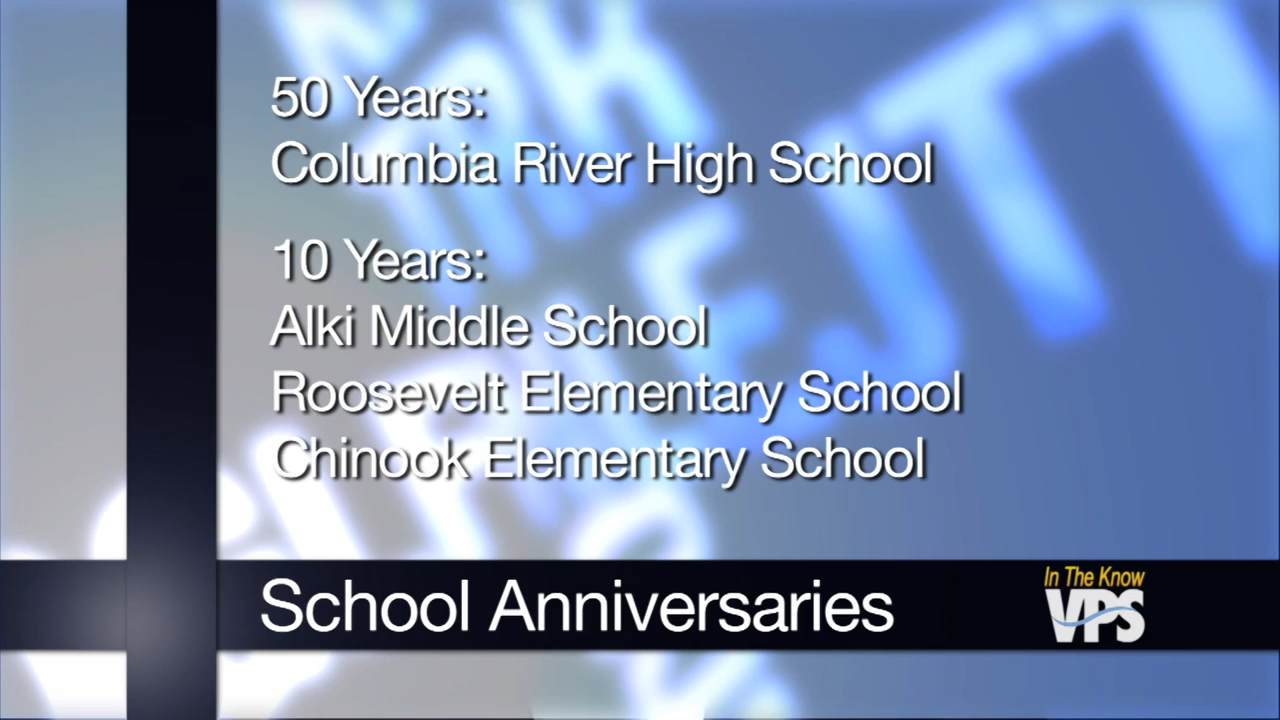 50 Years:
Columbia River High School
10 Years:
Alki Middle School
Roosevelt Elementary School
Chinook Elementary School
School Anniversaries
In The Know
VPS